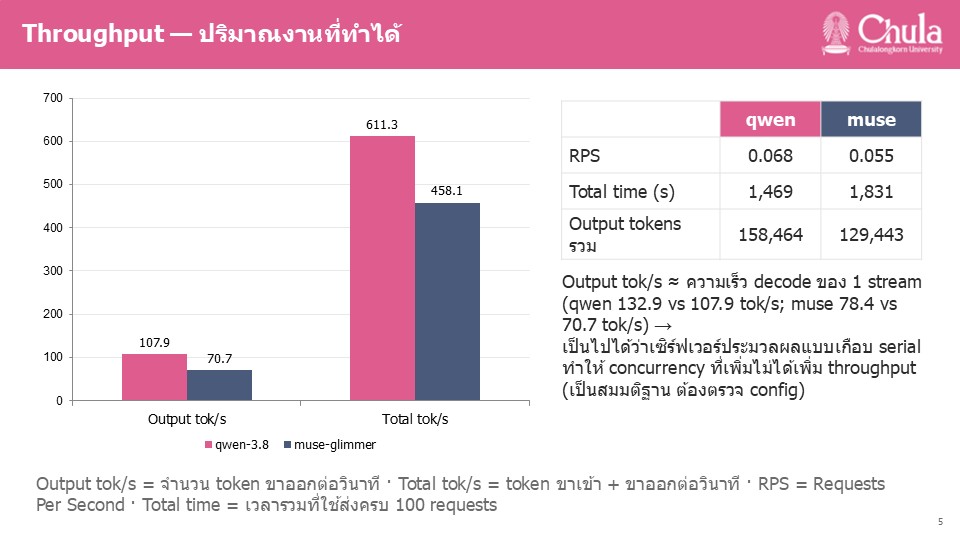 Throughput — ปริมาณงานที่ทำได้
Chula
Chulalongkorn University
700
600
500
400
300
200
100
0
611.3
458.1
107.9
70.7
Output tok/s
Total tok/s
qwen-3.8
muse-glimmer
qwen muse
RPS 0.068 0.055
Total time (s) 1,469 1,831
Output tokens
รวม
158,464 129,443
Output tok/s ≈ ความเร็ว decode ของ 1 stream
(qwen 132.9 vs 107.9 tok/s; muse 78.4 vs
70.7 tok/s) →
เป็นไปได้ว่าเซิร์ฟเวอร์ประมวลผลแบบเกือบ serial
ทำให้ concurrency ที่เพิ่มไม่ได้เพิ่ม throughput
(เป็นสมมติฐาน ต้องตรวจ config)
Output tok/s = จำนวน token ขาออกต่อวินาที · Total tok/s = token ขาเข้า + ขาออกต่อวินาที · RPS = Requests
Per Second · Total time = เวลารวมที่ใช้ส่งครบ 100 requests
5